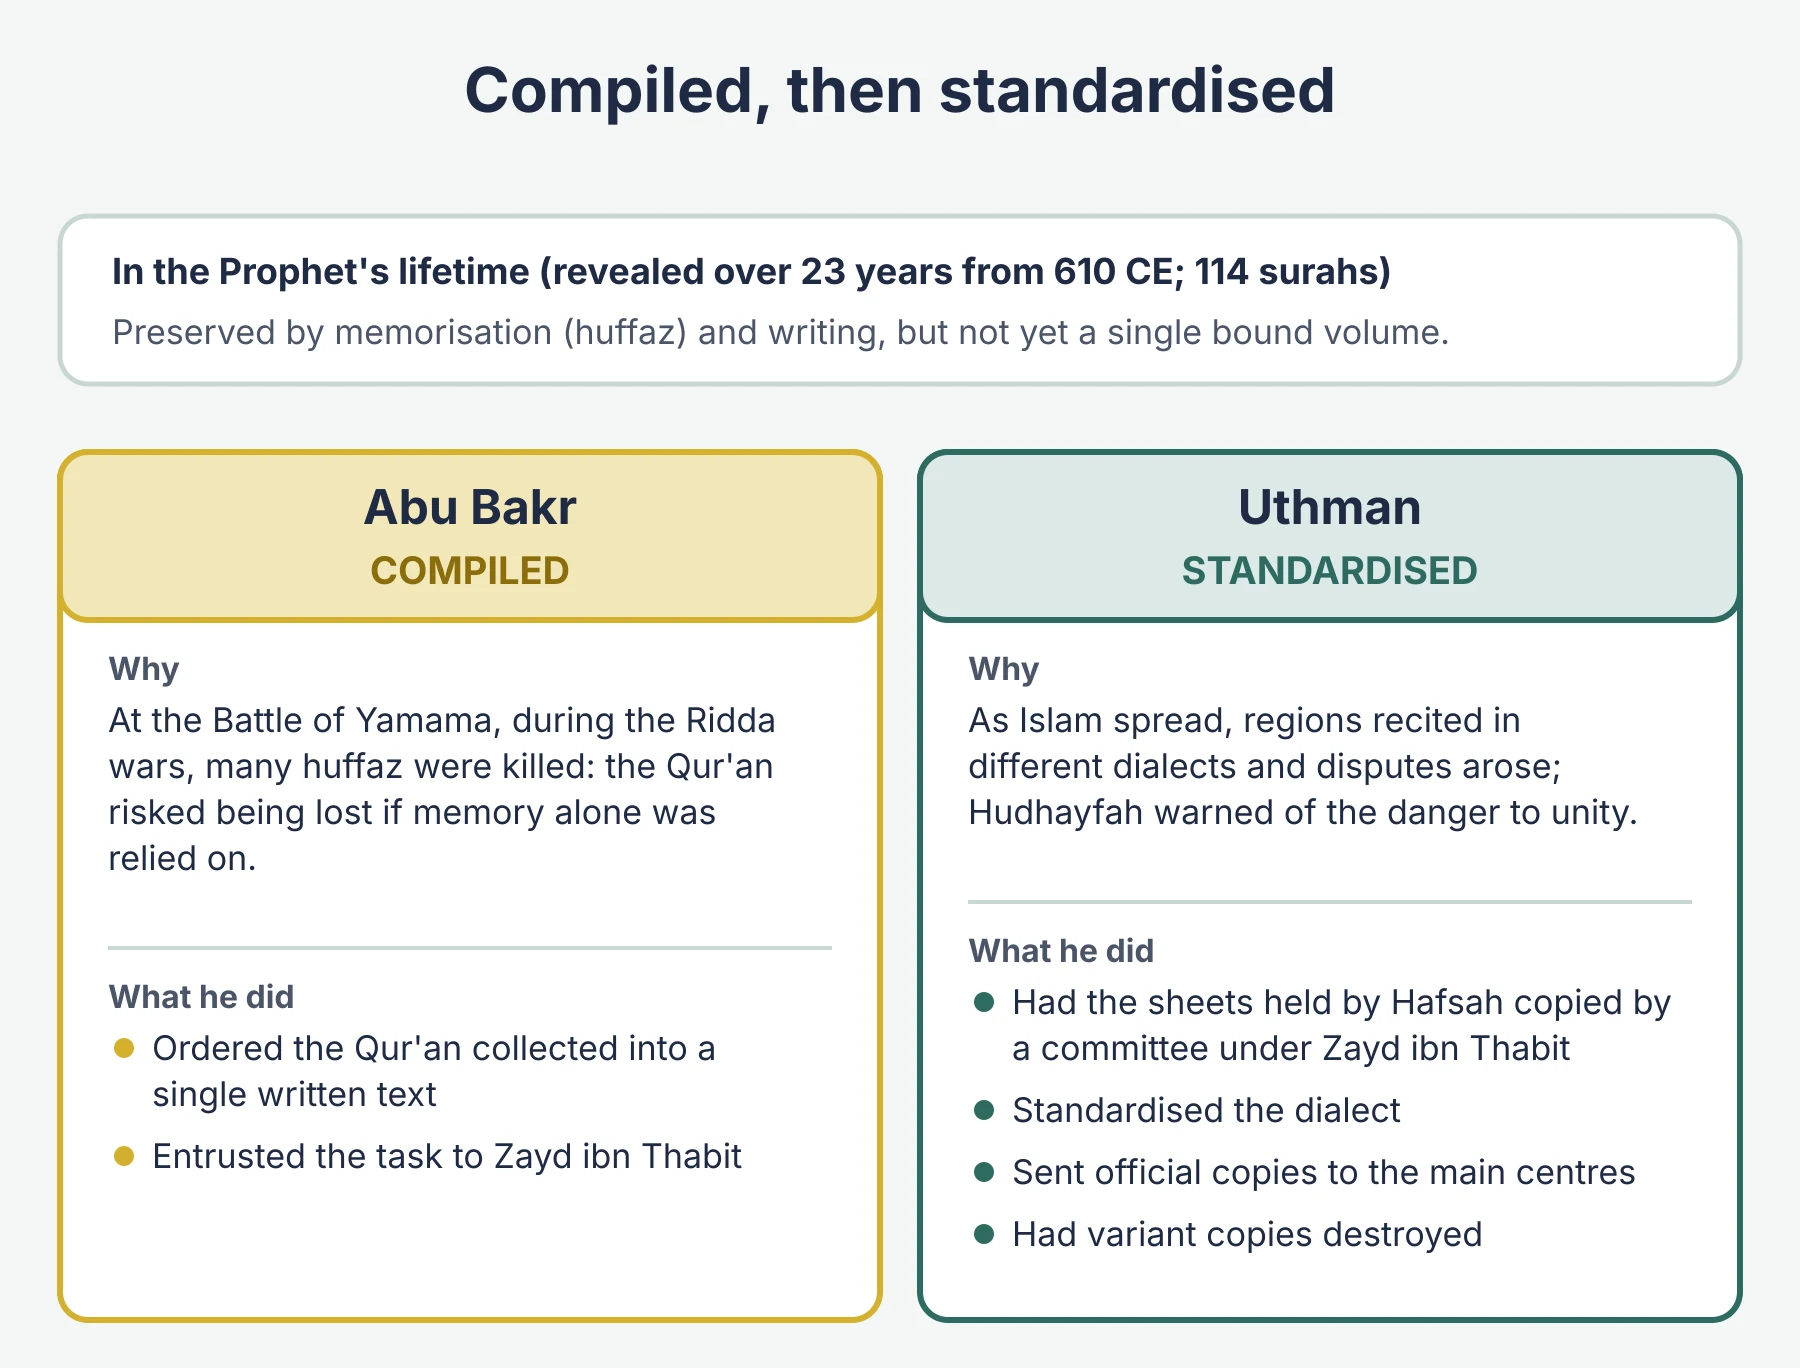 Compiled, then standardised
In the Prophet's lifetime (revealed over 23 years from 610 CE; 114 surahs)
Preserved by memorisation (huffaz) and writing, but not yet a single bound volume.
Abu Bakr
COMPILED
Why
At the Battle of Yamama, during the Ridda
wars, many huffaz were killed: the Qur'an
risked being lost if memory alone was
relied on.
What he did
Ordered the Qur'an collected into a
single written text
Entrusted the task to Zayd ibn Thabit
Uthman
STANDARDISED
Why
As Islam spread, regions recited in
different dialects and disputes arose;
Hudhayfah warned of the danger to unity.
What he did
Had the sheets held by Hafsah copied by
a committee under Zayd ibn Thabit
Standardised the dialect
Sent official copies to the main centres
Had variant copies destroyed